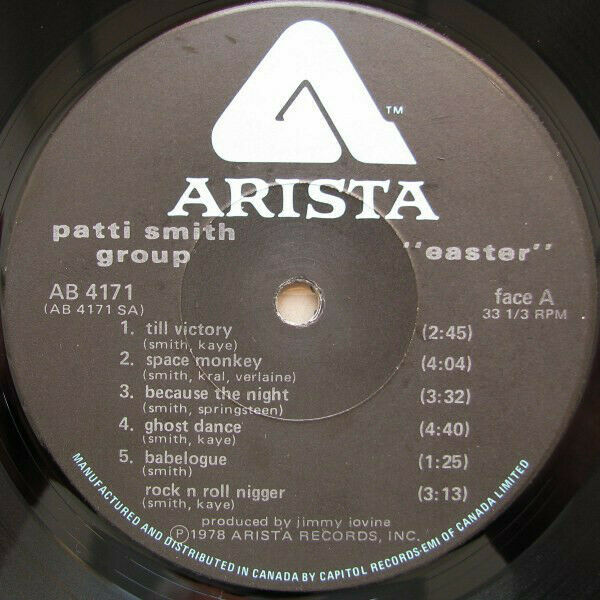 TM
ARISTA
patti smith
group
"easter"
AB 4171
(AB 4171 SA)
face A
33 1/3 RPM
1. till victory (2:45)
(smith, kaye)
2. space monkey (4:04)
(smith, kral, verlaine)
3. because the night (3:32)
(smith, springsteen)
4. ghost dance (4:40)
(smith, kaye)
5. babelogue (1:25)
(smith)
rock n roll nigger (3:13)
(smith, kaye)
produced by jimmy iovine
℗1978 ARISTA RECORDS, INC.
MANUFACTURED AND DISTRIBUTED IN CANADA BY CAPITOL RECORDS-EMI OF CANADA LIMITED